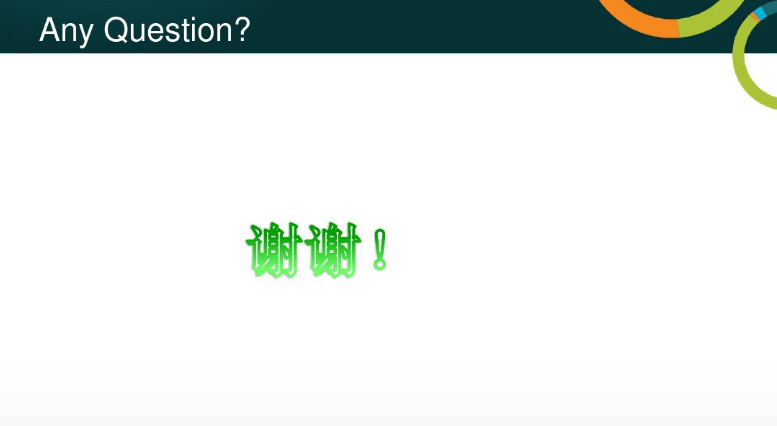 Any Question?
谢谢！